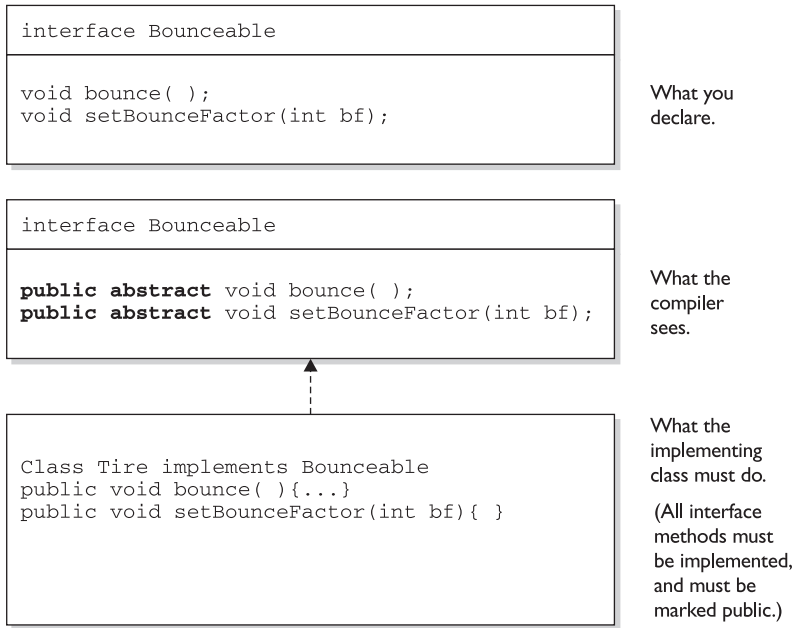 interface Bounceable
void bounce( );
void setBounceFactor(int bf);
What you
declare.
interface Bounceable
public abstract void bounce( );
public abstract void setBounceFactor(int bf);
What the
compiler
sees.
Class Tire implements Bounceable
public void bounce( ){...}
public void setBounceFactor(int bf){ }
What the
implementing
class must do.
(All interface
methods must
be implemented,
and must be
marked public.)